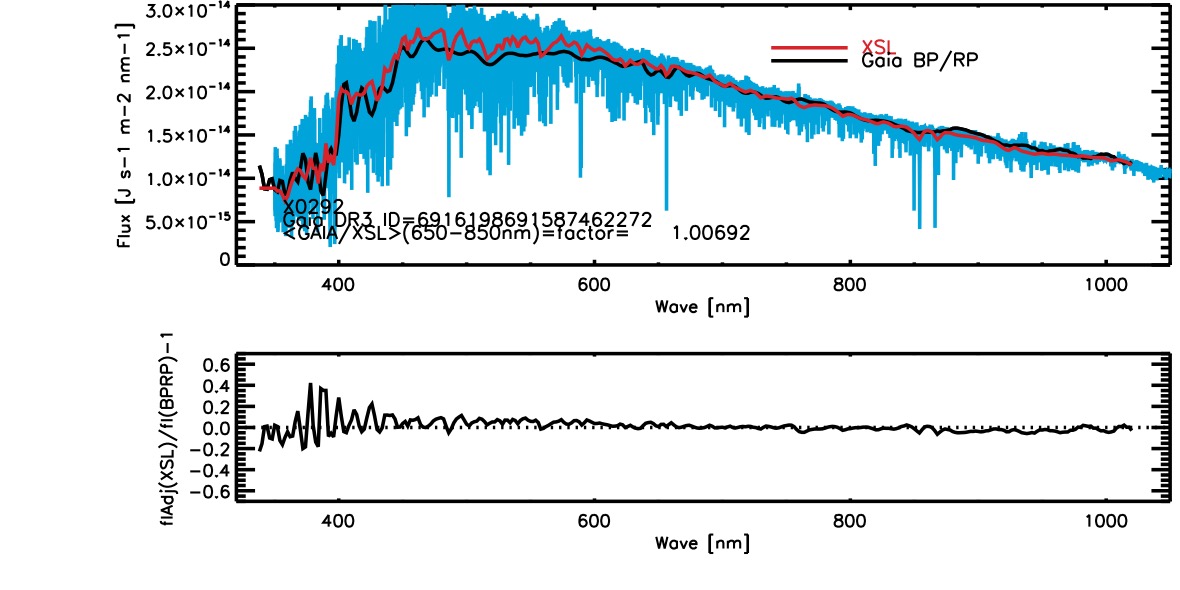 3.0×10⁻¹⁴
2.5×10⁻¹⁴
2.0×10⁻¹⁴
1.5×10⁻¹⁴
1.0×10⁻¹⁴
5.0×10⁻¹⁵
0
Flux [J s−1 m−2 nm−1]
XSL
Gaia BP/RP
X0292
Gaia DR3 ID=6916198691587462272
<GAIA/XSL>(650−850nm)=factor= 1.00692
400 600 800 1000
Wave [nm]
flAdj(XSL)/fl(BPRP)−1
0.6
0.4
0.2
0.0
−0.2
−0.4
−0.6
400 600 800 1000
Wave [nm]